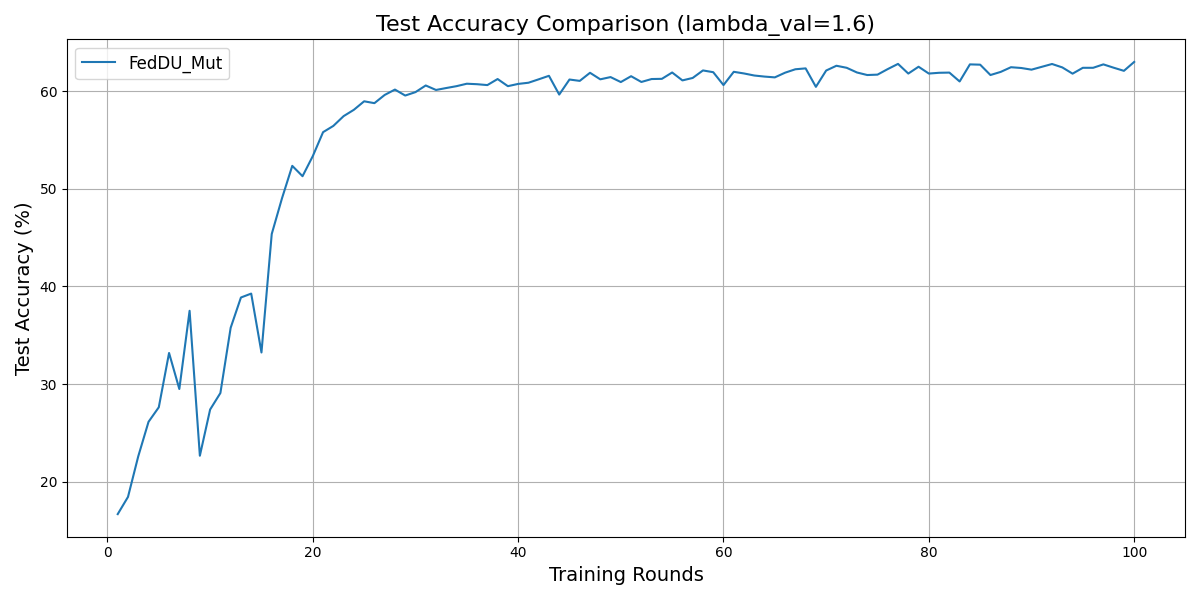 Test Accuracy Comparison (lambda_val=1.6)
FedDU_Mut
Test Accuracy (%)
60
50
40
30
20
0 20 40 60 80 100
Training Rounds